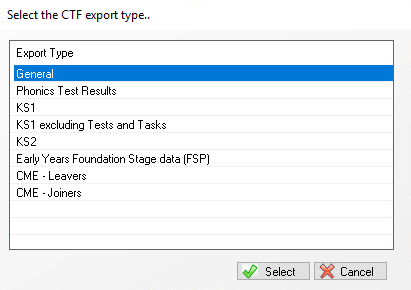 Select the CTF export type..
Export Type
General
Phonics Test Results
KS1
KS1 excluding Tests and Tasks
KS2
Early Years Foundation Stage data (FSP)
CME - Leavers
CME - Joiners
Select Cancel